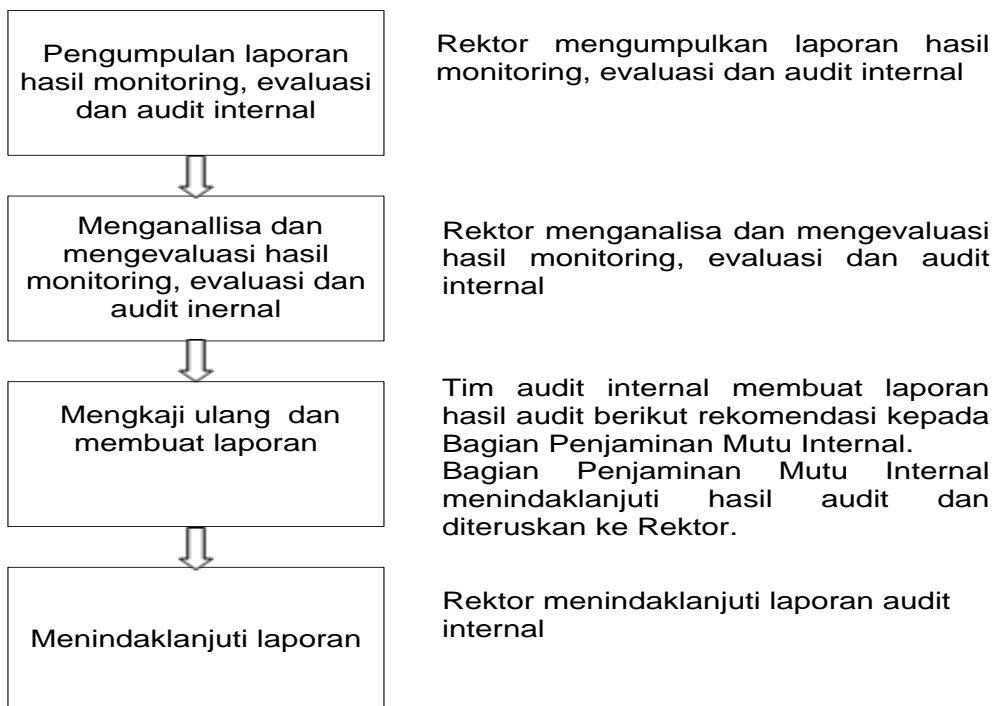 Pengumpulan laporan
hasil monitoring, evaluasi
dan audit internal
Rektor mengumpulkan laporan hasil
monitoring, evaluasi dan audit internal
Menganallisa dan
mengevaluasi hasil
monitoring, evaluasi dan
audit inernal
Rektor menganalisa dan mengevaluasi
hasil monitoring, evaluasi dan audit
internal
Mengkaji ulang dan
membuat laporan
Tim audit internal membuat laporan
hasil audit berikut rekomendasi kepada
Bagian Penjaminan Mutu Internal.
Bagian Penjaminan Mutu Internal
menindaklanjuti hasil audit dan
diteruskan ke Rektor.
Menindaklanjuti laporan
Rektor menindaklanjuti laporan audit
internal